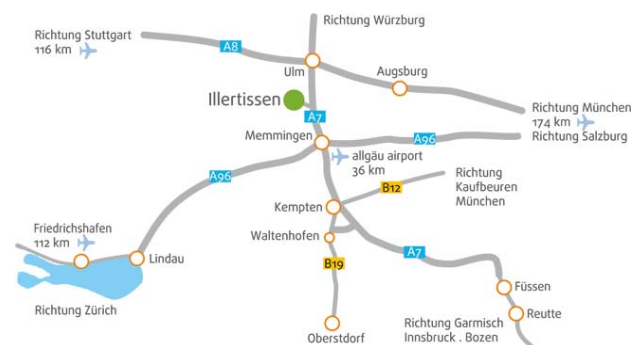 Richtung Würzburg
Richtung Stuttgart
116 km
A8
Ulm
Augsburg
Illertissen
A7
Richtung München
174 km
Richtung Salzburg
Memmingen
A96
allgäu airport
36 km
A96
Richtung
Kaufbeuren
München
B12
Kempten
Friedrichshafen
112 km
Waltenhofen
Lindau
A7
B19
Füssen
Richtung Zürich
Reutte
Richtung Garmisch
Innsbruck . Bozen
Oberstdorf